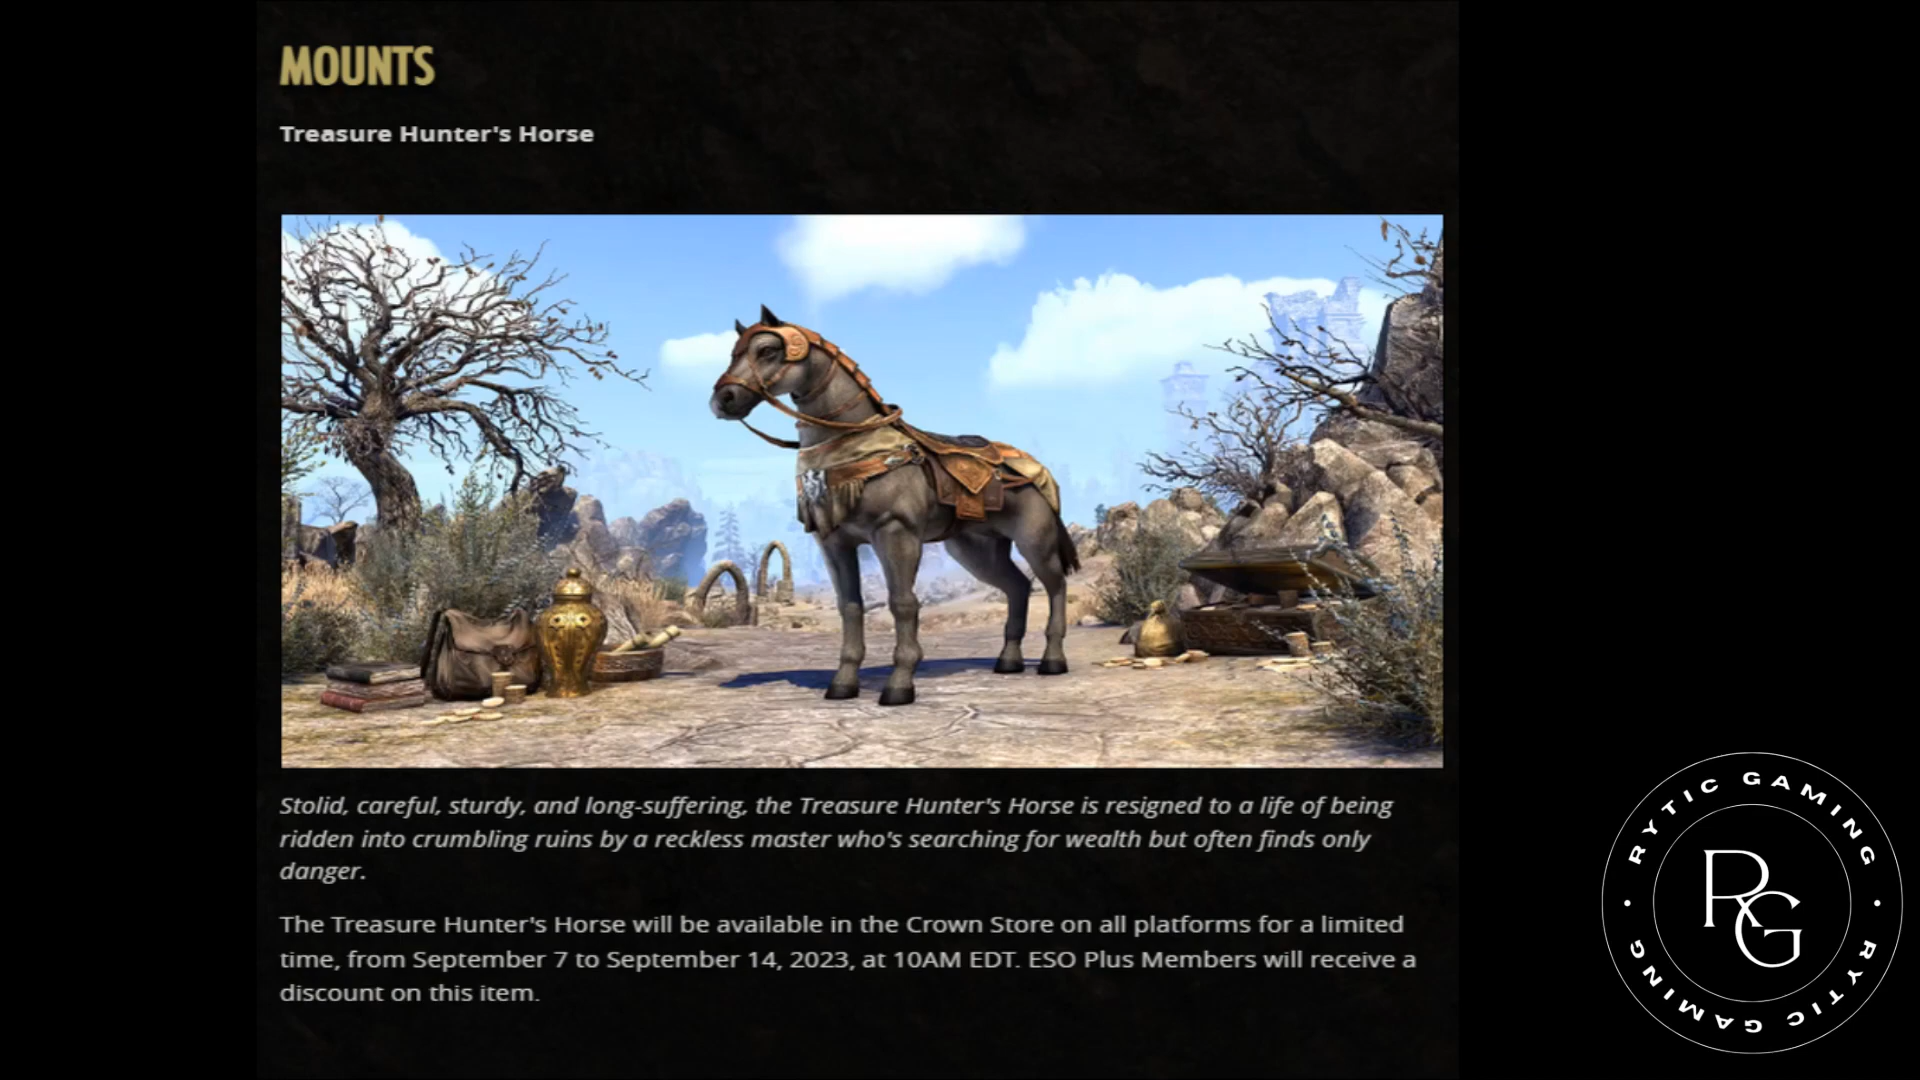 MOUNTS
Treasure Hunter's Horse
Stolid, careful, sturdy, and long-suffering, the Treasure Hunter's Horse is resigned to a life of being
ridden into crumbling ruins by a reckless master who's searching for wealth but often finds only
danger.
The Treasure Hunter's Horse will be available in the Crown Store on all platforms for a limited
time, from September 7 to September 14, 2023, at 10AM EDT. ESO Plus Members will receive a
discount on this item.
RYTIC GAMING
RG
RYTIC GAMING